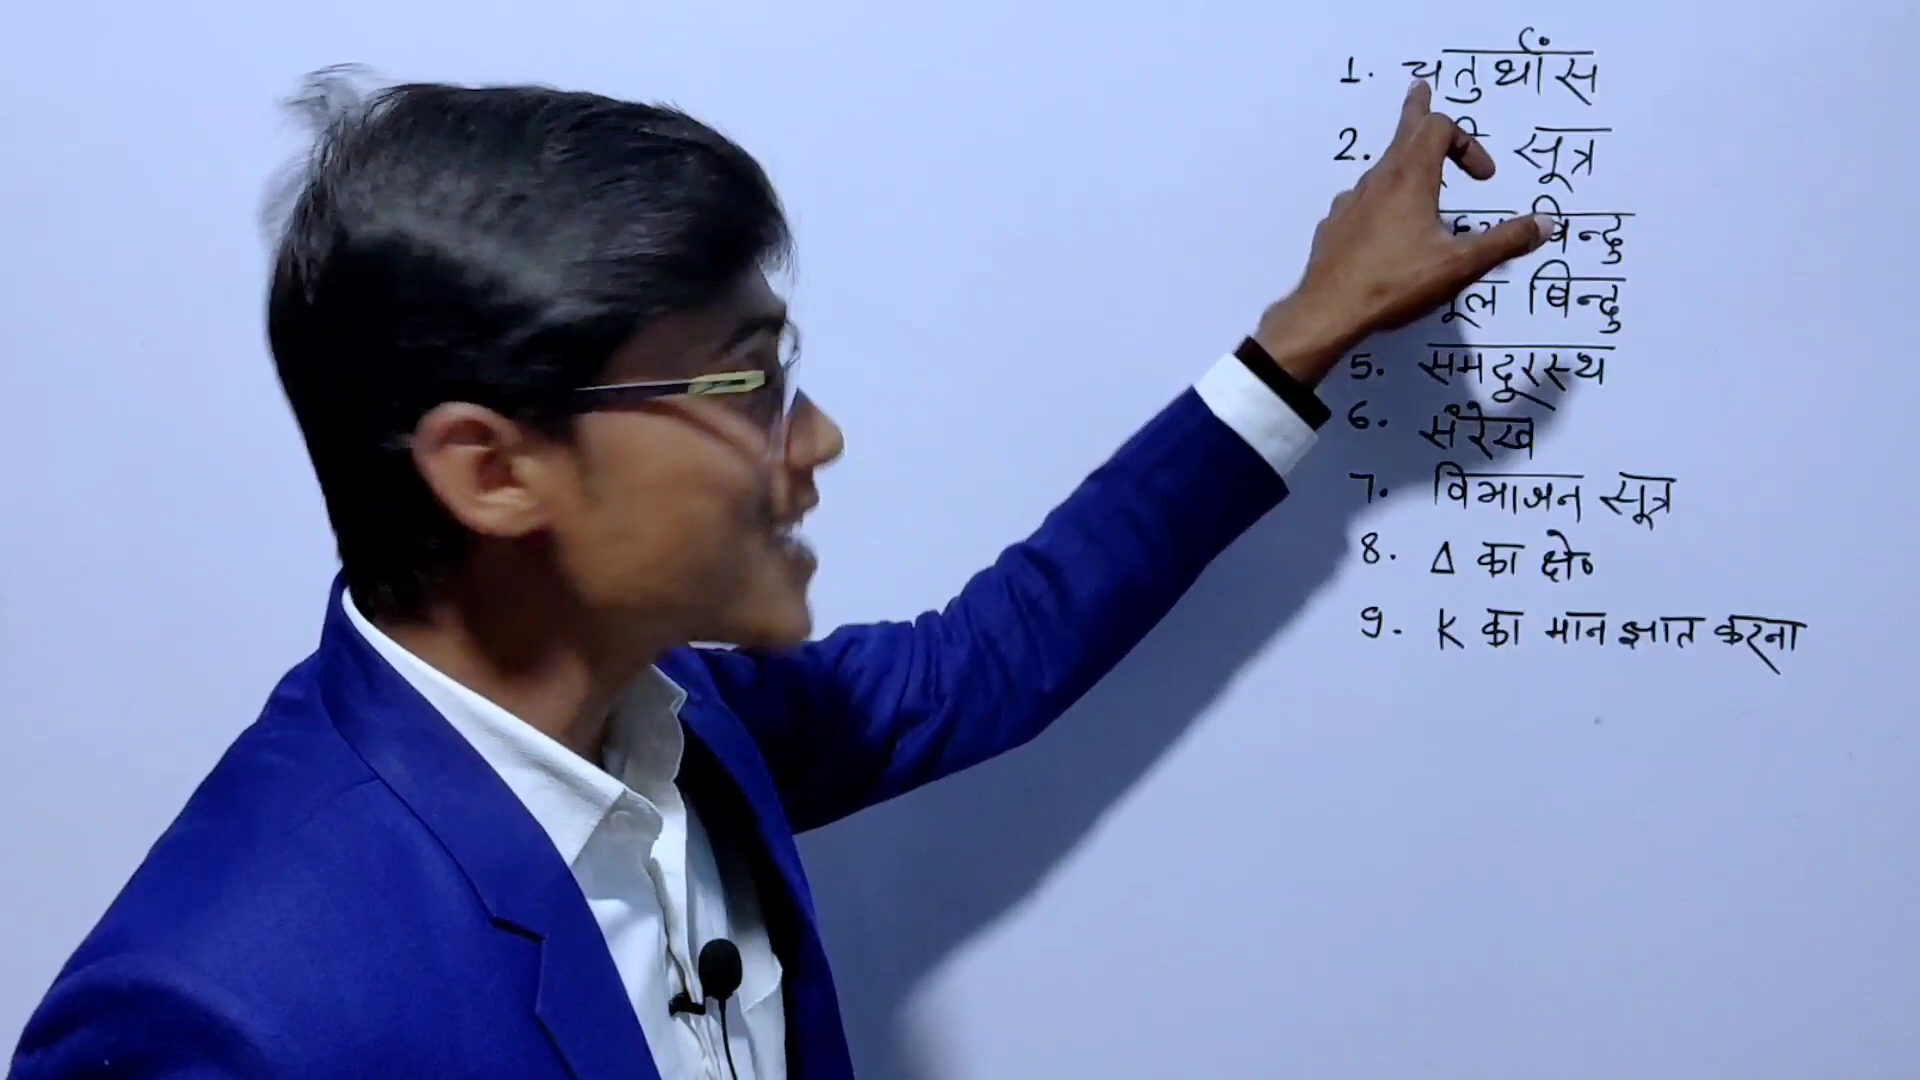 1. चतुर्थांस
2. सूत्र
बिन्दु
बिन्दु
5. समदूरस्थ
6. संरेख
7. विभाजन सूत्र
8. Δ का क्षे०
9. K का मान ज्ञात करना